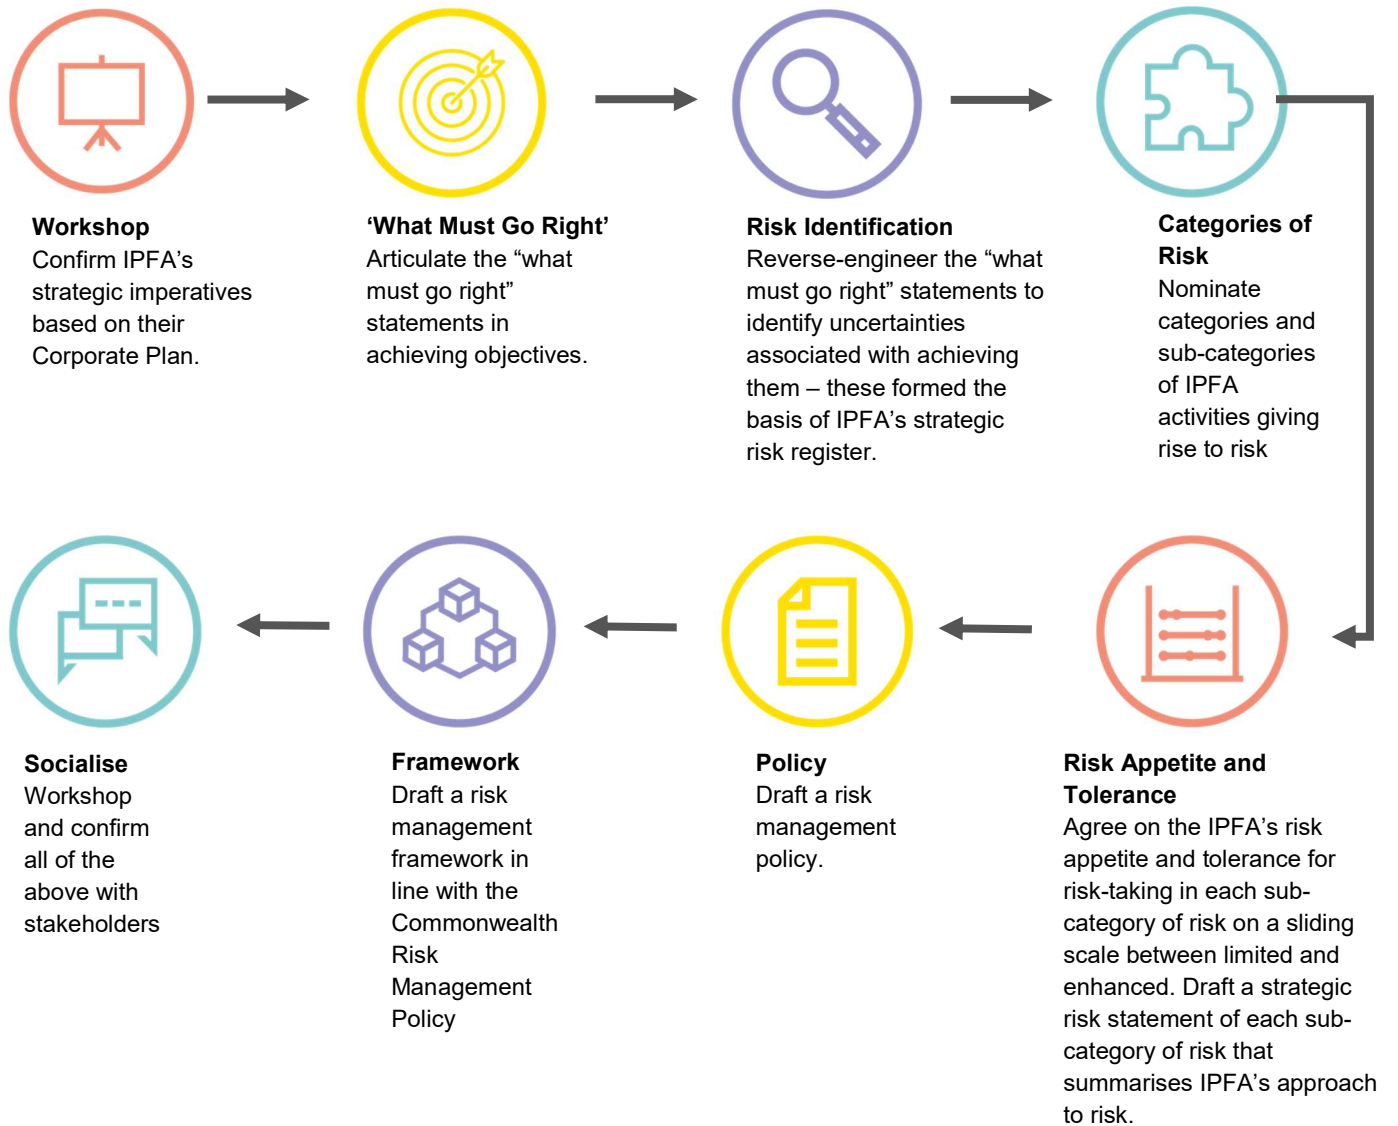 Workshop
Confirm IPFA’s
strategic imperatives
based on their
Corporate Plan.
‘What Must Go Right’
Articulate the “what
must go right”
statements in
achieving objectives.
Risk Identification
Reverse-engineer the “what
must go right” statements to
identify uncertainties
associated with achieving
them – these formed the
basis of IPFA’s strategic
risk register.
Categories of
Risk
Nominate
categories and
sub-categories
of IPFA
activities giving
rise to risk
Risk Appetite and
Tolerance
Agree on the IPFA’s risk
appetite and tolerance for
risk-taking in each sub-
category of risk on a sliding
scale between limited and
enhanced. Draft a strategic
risk statement of each sub-
category of risk that
summarises IPFA’s approach
to risk.
Policy
Draft a risk
management
policy.
Framework
Draft a risk
management
framework in
line with the
Commonwealth
Risk
Management
Policy
Socialise
Workshop
and confirm
all of the
above with
stakeholders